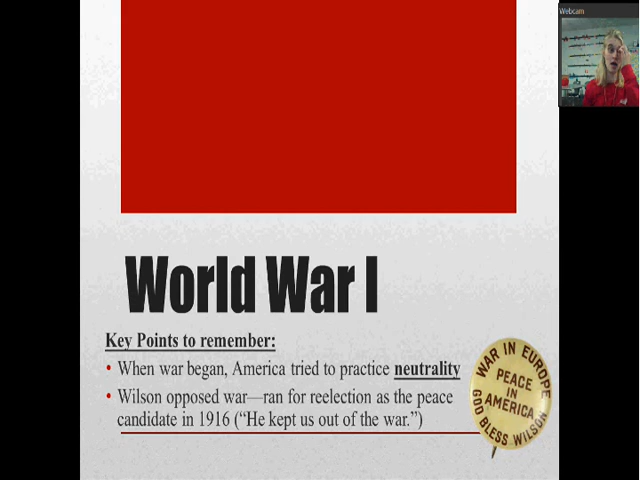 Webcam
World War I
Key Points to remember:
• When war began, America tried to practice neutrality
• Wilson opposed war—ran for reelection as the peace
candidate in 1916 (“He kept us out of the war.”)
WAR IN EUROPE
PEACE
IN
AMERICA
GOD BLESS WILSON